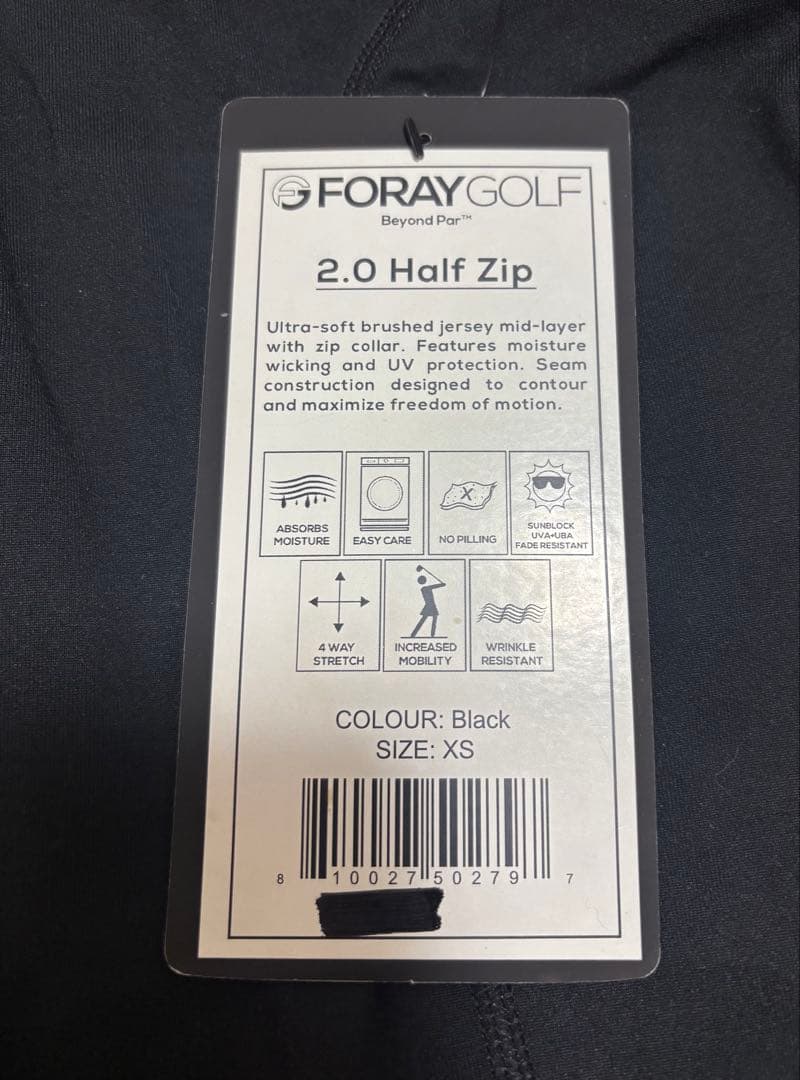 FORAYGOLF
Beyond Par™
2.0 Half Zip
Ultra-soft brushed jersey mid-layer
with zip collar. Features moisture
wicking and UV protection. Seam
construction designed to contour
and maximize freedom of motion.
ABSORBS
MOISTURE
EASY CARE
X
NO PILLING
SUNBLOCK
UVA+UBA
FADE RESISTANT
4 WAY
STRETCH
INCREASED
MOBILITY
WRINKLE
RESISTANT
COLOUR: Black
SIZE: XS
8 10027 50279 7